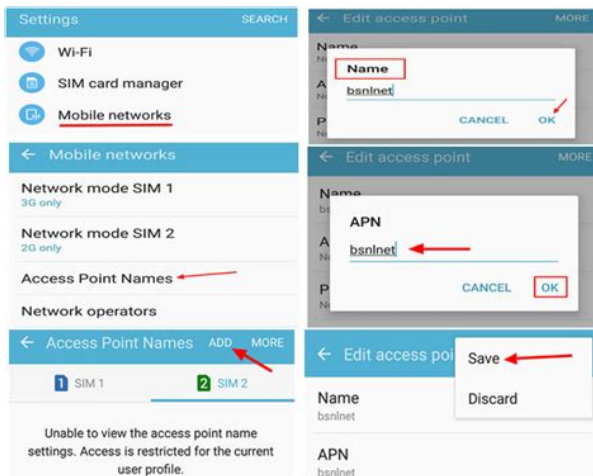 Settings SEARCH
Wi-Fi
SIM card manager
Mobile networks
← Mobile networks
Network mode SIM 1
3G only
Network mode SIM 2
2G only
Access Point Names
Network operators
← Access Point Names ADD MORE
1 SIM 1 2 SIM 2
Unable to view the access point name
settings. Access is restricted for the current
user profile.
← Edit access point MORE
Name
Name
bsnlnet
CANCEL OK
← Edit access point MORE
Name
APN
bsnlnet
CANCEL OK
← Edit access poi
Save
Discard
Name
bsnlnet
APN
bsnlnet